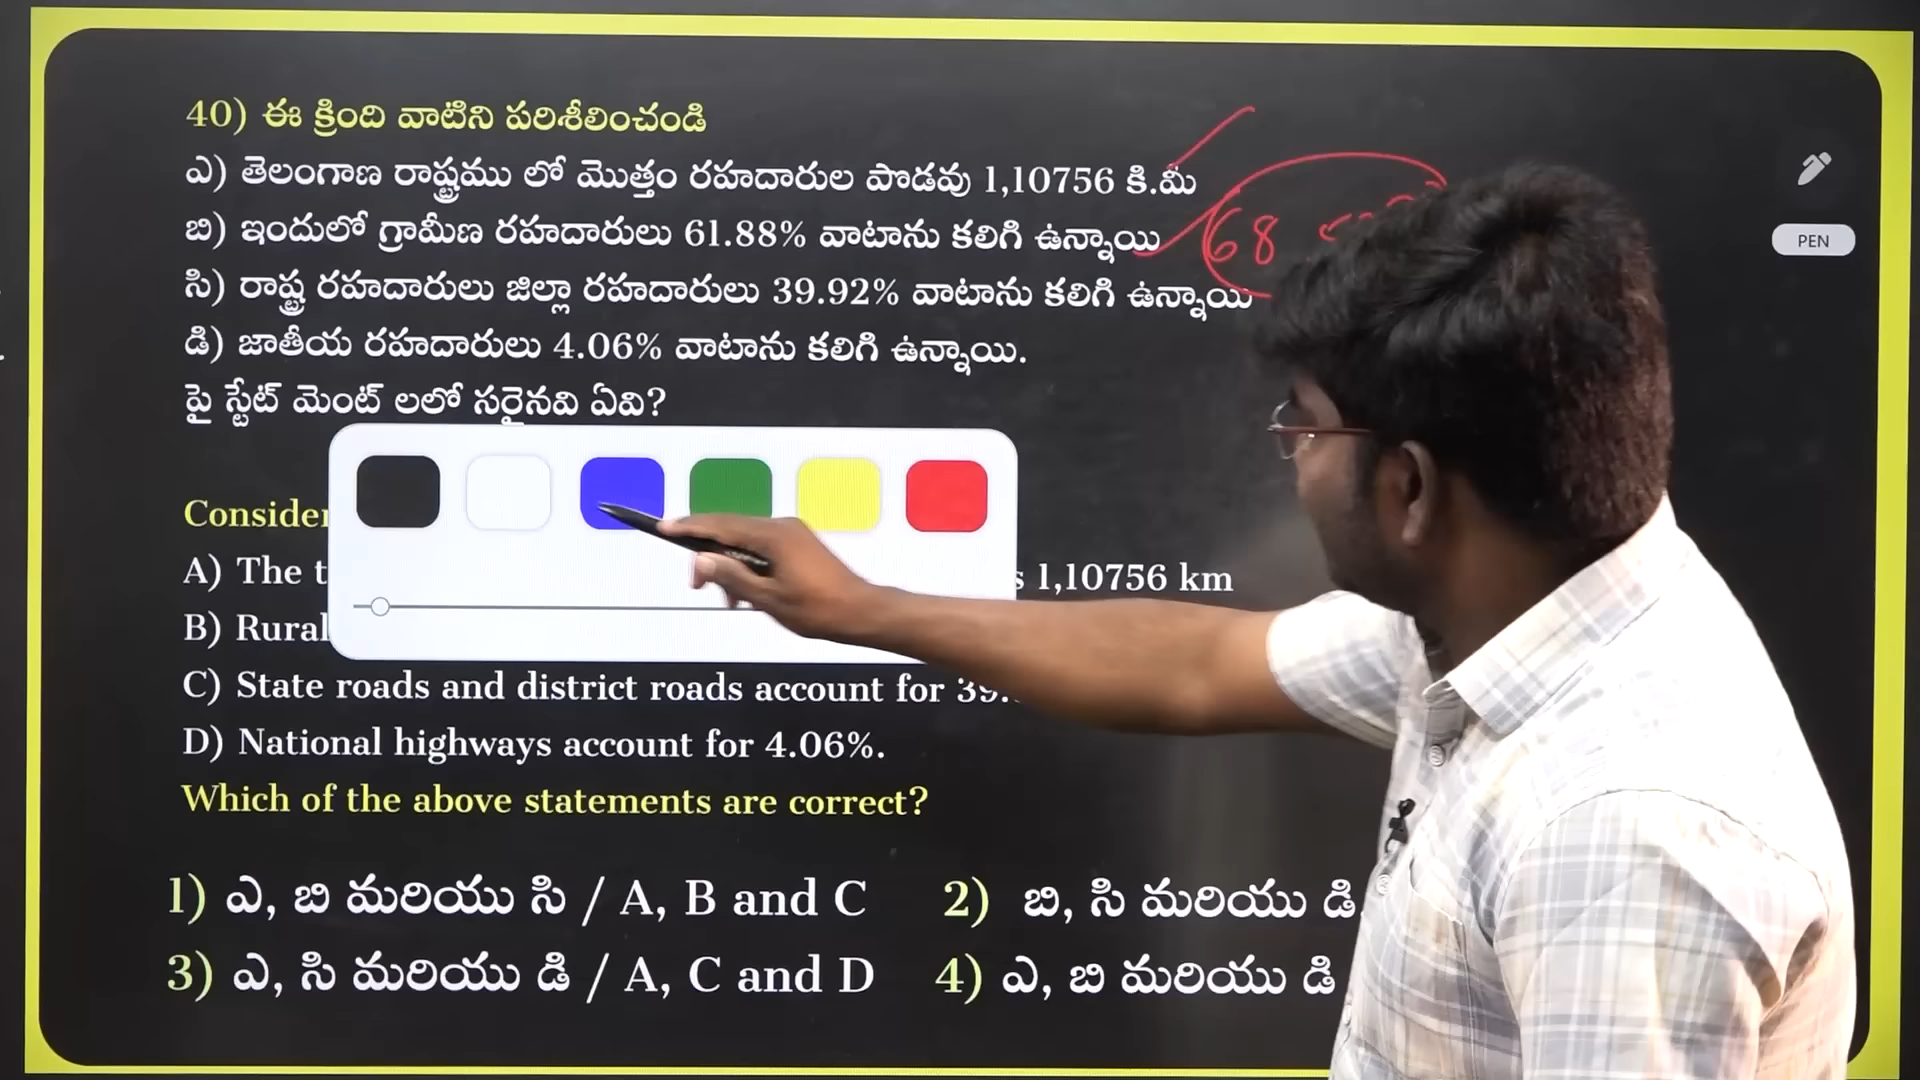 40) ఈ క్రింది వాటిని పరిశీలించండి
ఎ) తెలంగాణ రాష్ట్రము లో మొత్తం రహదారుల పొడవు 1,10756 కి.మీ
బి) ఇందులో గ్రామీణ రహదారులు 61.88% వాటాను కలిగి ఉన్నాయి
68
సి) రాష్ట్ర రహదారులు జిల్లా రహదారులు 39.92% వాటాను కలిగి ఉన్నాయి
డి) జాతీయ రహదారులు 4.06% వాటాను కలిగి ఉన్నాయి.
పై స్టేట్ మెంట్ లలో సరైనవి ఏవి?
PEN
A) The 1,10756 km
B) Rural
C) State roads and district roads account for
D) National highways account for 4.06%.
Which of the above statements are correct?
1) ఎ, బి మరియు సి / A, B and C
2) బి, సి మరియు డి
3) ఎ, సి మరియు డి / A, C and D
4) ఎ, బి మరియు డి